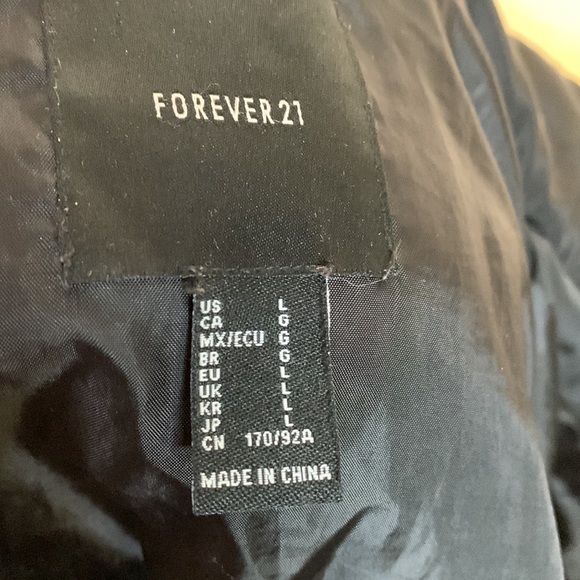 FOREVER 21
US L
CA G
MX/ECU G
BR G
EU L
UK L
KR L
JP L
CN 170/92A
MADE IN CHINA